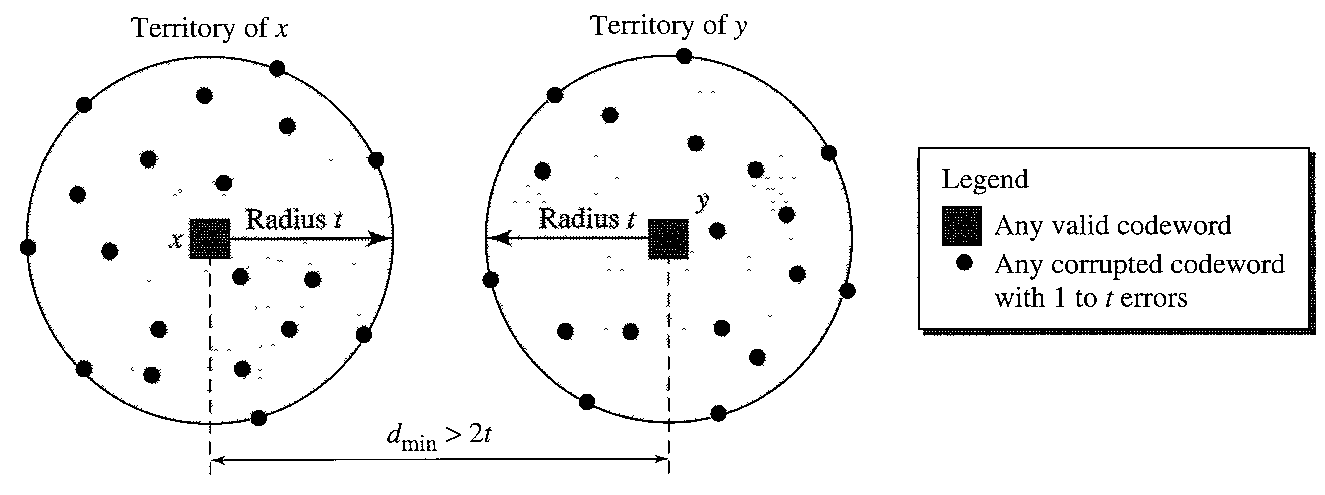 Territory of x
Territory of y
x
Radius t
Radius t
y
d_min > 2t
Legend
Any valid codeword
Any corrupted codeword
with 1 to t errors